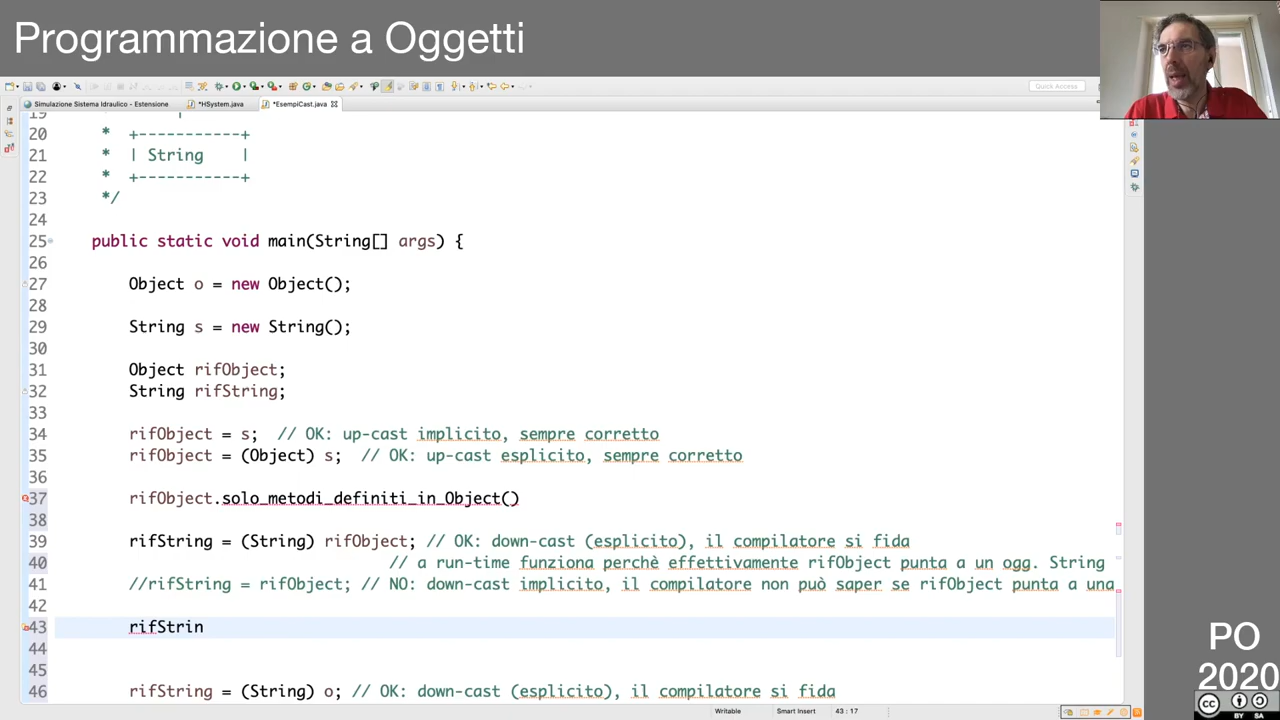 Programmazione a Oggetti
Quick Access
Simulazione Sistema Idraulico - Estensione
*HSystem.java
*EsempiCast.java
19 * |
20 * +-----------+
21 * | String |
22 * +-----------+
23 */
24
25 public static void main(String[] args) {
26
27 Object o = new Object();
28
29 String s = new String();
30
31 Object rifObject;
32 String rifString;
33
34 rifObject = s; // OK: up-cast implicito, sempre corretto
35 rifObject = (Object) s; // OK: up-cast esplicito, sempre corretto
36
37 rifObject.solo_metodi_definiti_in_Object()
38
39 rifString = (String) rifObject; // OK: down-cast (esplicito), il compilatore si fida
40 // a run-time funziona perchè effettivamente rifObject punta a un ogg. String
41 //rifString = rifObject; // NO: down-cast implicito, il compilatore non può saper se rifObject punta a una
42
43 rifStrin
44
45
46 rifString = (String) o; // OK: down-cast (esplicito), il compilatore si fida
Writable
Smart Insert
43 : 17
PO
2020
CC
BY SA